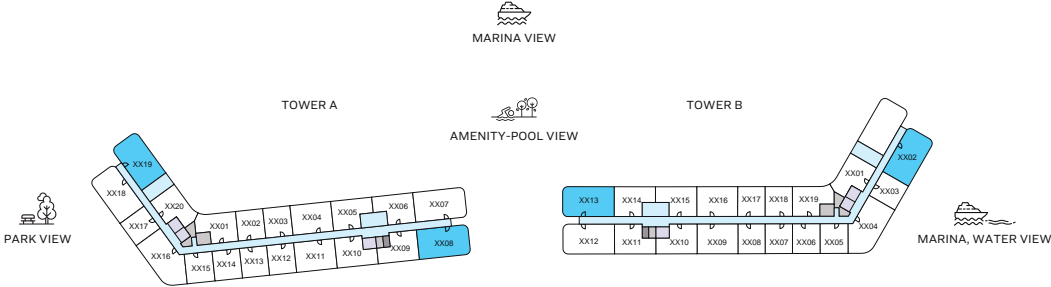 MARINA VIEW
TOWER A
TOWER B
AMENITY-POOL VIEW
PARK VIEW
MARINA, WATER VIEW
XX19
XX18
XX20
XX17
XX16
XX01
XX02
XX03
XX04
XX05
XX06
XX07
XX15
XX14
XX13
XX12
XX11
XX10
XX09
XX08
XX13
XX14
XX15
XX16
XX17
XX18
XX19
XX01
XX02
XX03
XX04
XX12
XX11
XX10
XX09
XX08
XX07
XX06
XX05